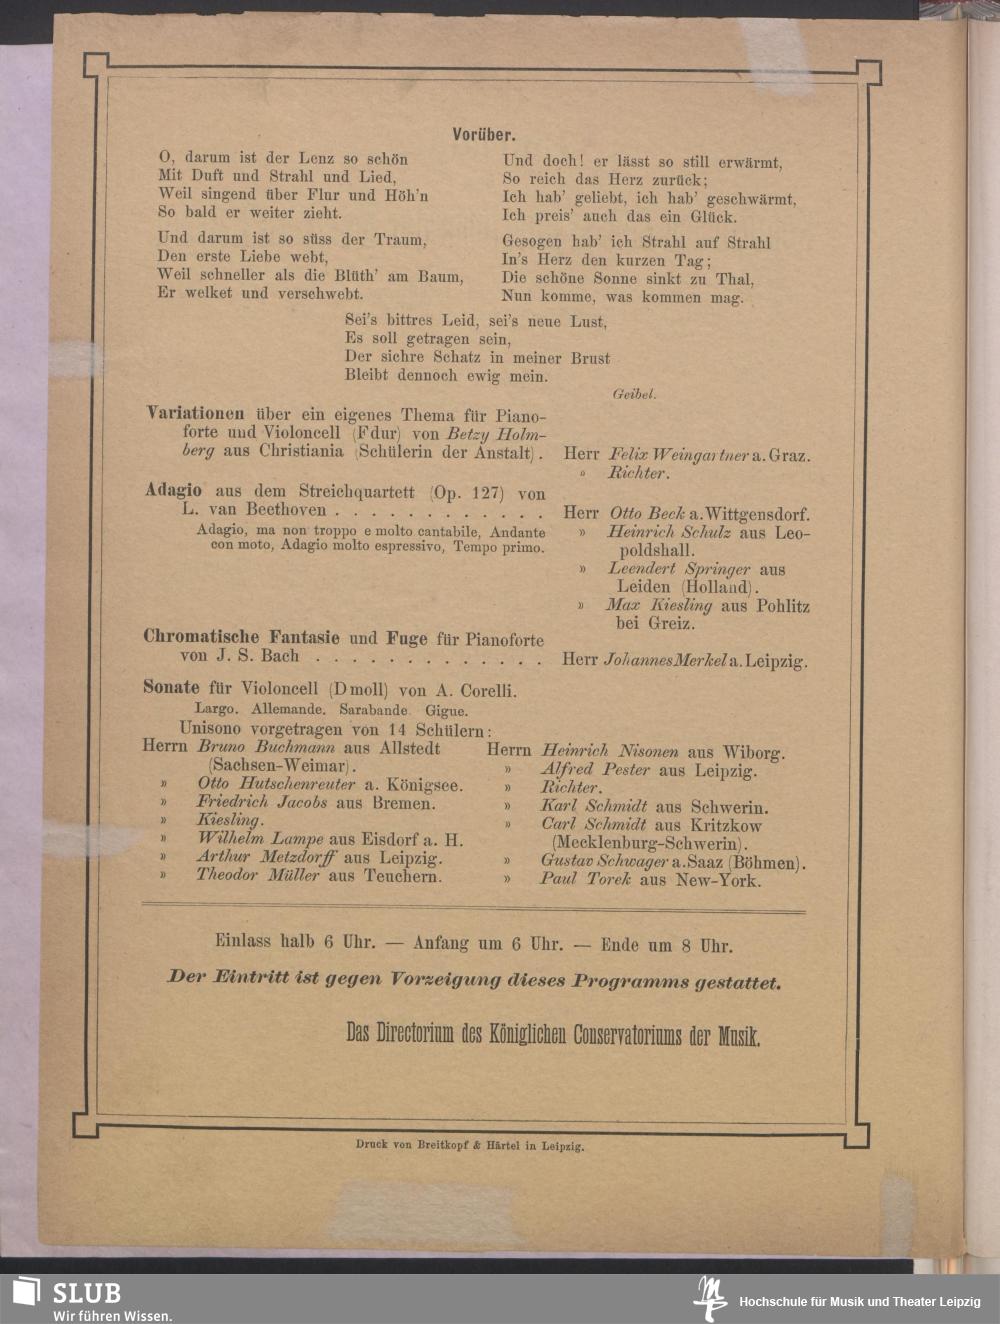 Vorüber.
O, darum ist der Lenz so schön
Mit Duft und Strahl und Lied,
Weil singend über Flur und Höh'n
So bald er weiter zieht.
Und darum ist so süss der Traum,
Den erste Liebe webt,
Weil schneller als die Blüth' am Baum,
Er welket und verschwebt.
Und doch! er lässt so still erwärmt,
So reich das Herz zurück;
Ich hab' geliebt, ich hab' geschwärmt,
Ich preis' auch das ein Glück.
Gesogen hab' ich Strahl auf Strahl
In's Herz den kurzen Tag;
Die schöne Sonne sinkt zu Thal,
Nun komme, was kommen mag.
Sei's bittres Leid, sei's neue Lust,
Es soll getragen sein,
Der sichre Schatz in meiner Brust
Bleibt dennoch ewig mein.
Geibel.
Variationen über ein eigenes Thema für Piano-
forte und Violoncell (Fdur) von Betzy Holm-
berg aus Christiania (Schülerin der Anstalt). Herr Felix Weingartner a. Graz.
» Richter.
Adagio aus dem Streichquartett (Op. 127) von
L. van Beethoven . . . . . . . . . . . . Herr Otto Beck a. Wittgensdorf.
Adagio, ma non troppo e molto cantabile, Andante
con moto, Adagio molto espressivo, Tempo primo.
» Heinrich Schulz aus Leo-
poldshall.
» Leendert Springer aus
Leiden (Holland).
» Max Kiesling aus Pohlitz
bei Greiz.
Chromatische Fantasie und Fuge für Pianoforte
von J. S. Bach . . . . . . . . . . . . . Herr Johannes Merkel a. Leipzig.
Sonate für Violoncell (Dmoll) von A. Corelli.
Largo. Allemande. Sarabande. Gigue.
Unisono vorgetragen von 14 Schülern:
Herrn Bruno Buchmann aus Allstedt
(Sachsen-Weimar).
» Otto Hutschenreuter a. Königsee.
» Friedrich Jacobs aus Bremen.
» Kiesling.
» Wilhelm Lampe aus Eisdorf a. H.
» Arthur Metzdorff aus Leipzig.
» Theodor Müller aus Teuchern.
Herrn Heinrich Nisonen aus Wiborg.
» Alfred Pester aus Leipzig.
» Richter.
» Karl Schmidt aus Schwerin.
» Carl Schmidt aus Kritzkow
(Mecklenburg-Schwerin).
» Gustav Schwager a. Saaz (Böhmen).
» Paul Torek aus New-York.
Einlass halb 6 Uhr. — Anfang um 6 Uhr. — Ende um 8 Uhr.
Der Eintritt ist gegen Vorzeigung dieses Programms gestattet.
Das Directorium des Königlichen Conservatoriums der Musik.
Druck von Breitkopf & Härtel in Leipzig.
SLUB
Wir führen Wissen.
Hochschule für Musik und Theater Leipzig